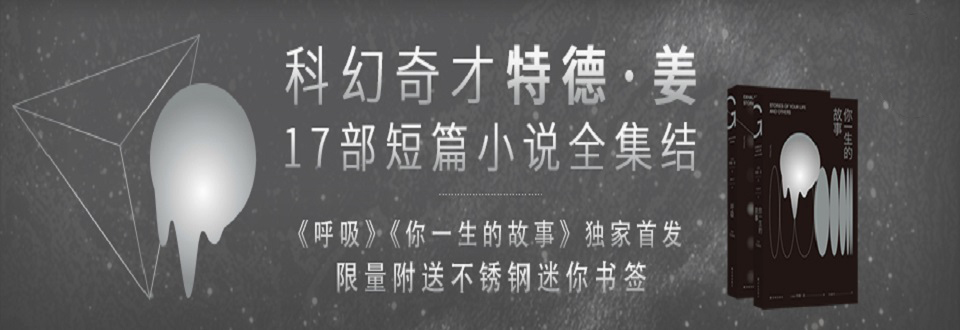 科幻奇才特德·姜
17部短篇小说全集结
《呼吸》《你一生的故事》独家首发
限量附送不锈钢迷你书签
STORIES OF YOUR LIFE
AND OTHERS
你一生的
故事